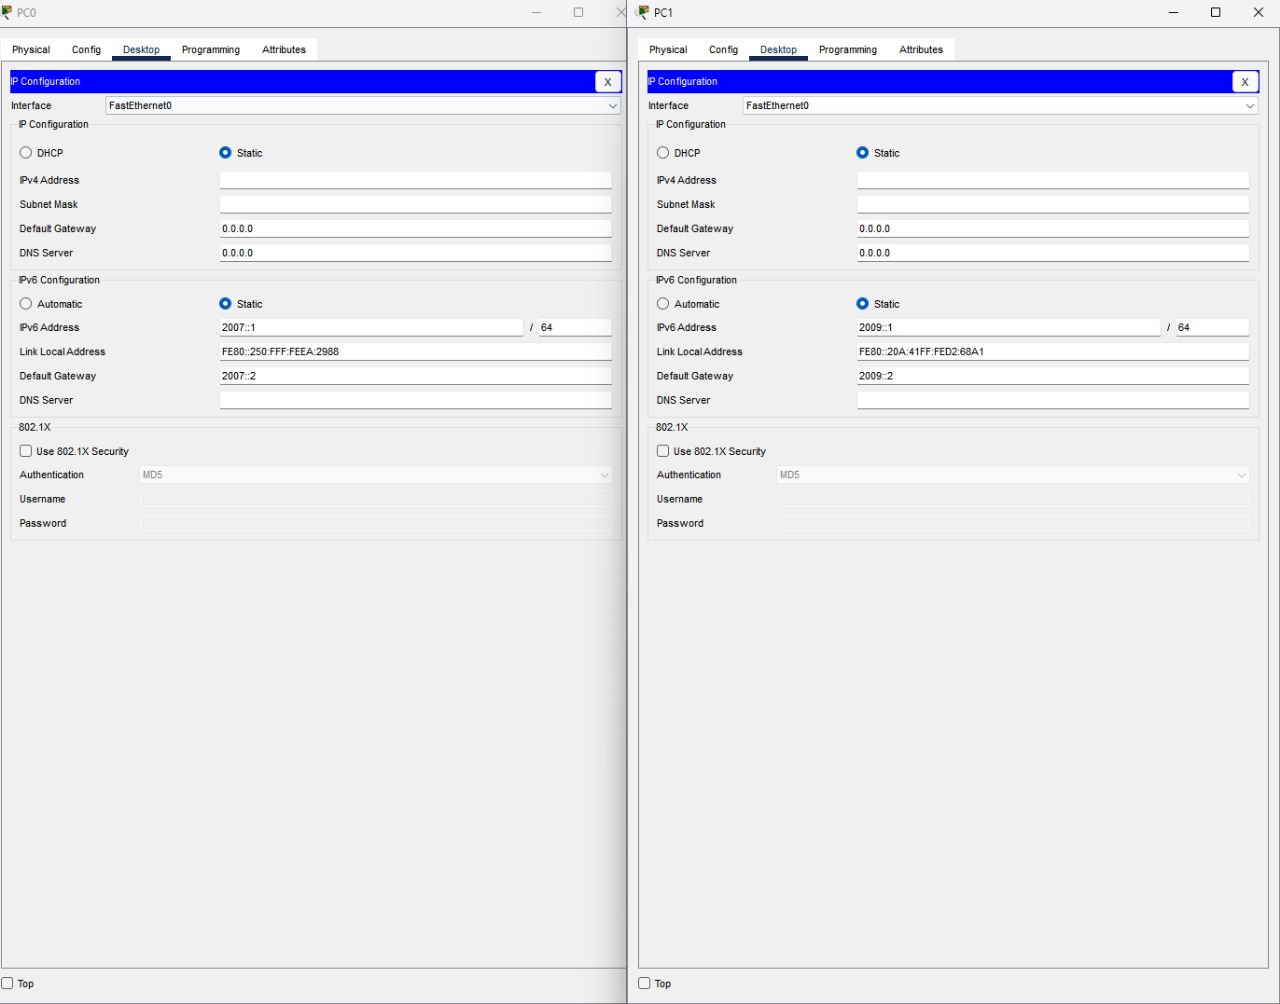 PC0
Physical Config Desktop Programming Attributes
IP Configuration X
Interface FastEthernet0
IP Configuration
DHCP Static
IPv4 Address
Subnet Mask
Default Gateway 0.0.0.0
DNS Server 0.0.0.0
IPv6 Configuration
Automatic Static
IPv6 Address 2007::1 / 64
Link Local Address FE80::250:FFF:FEEA:2988
Default Gateway 2007::2
DNS Server
802.1X
Use 802.1X Security
Authentication MD5
Username
Password
Top
PC1
Physical Config Desktop Programming Attributes
IP Configuration X
Interface FastEthernet0
IP Configuration
DHCP Static
IPv4 Address
Subnet Mask
Default Gateway 0.0.0.0
DNS Server 0.0.0.0
IPv6 Configuration
Automatic Static
IPv6 Address 2009::1 / 64
Link Local Address FE80::20A:41FF:FED2:68A1
Default Gateway 2009::2
DNS Server
802.1X
Use 802.1X Security
Authentication MD5
Username
Password
Top